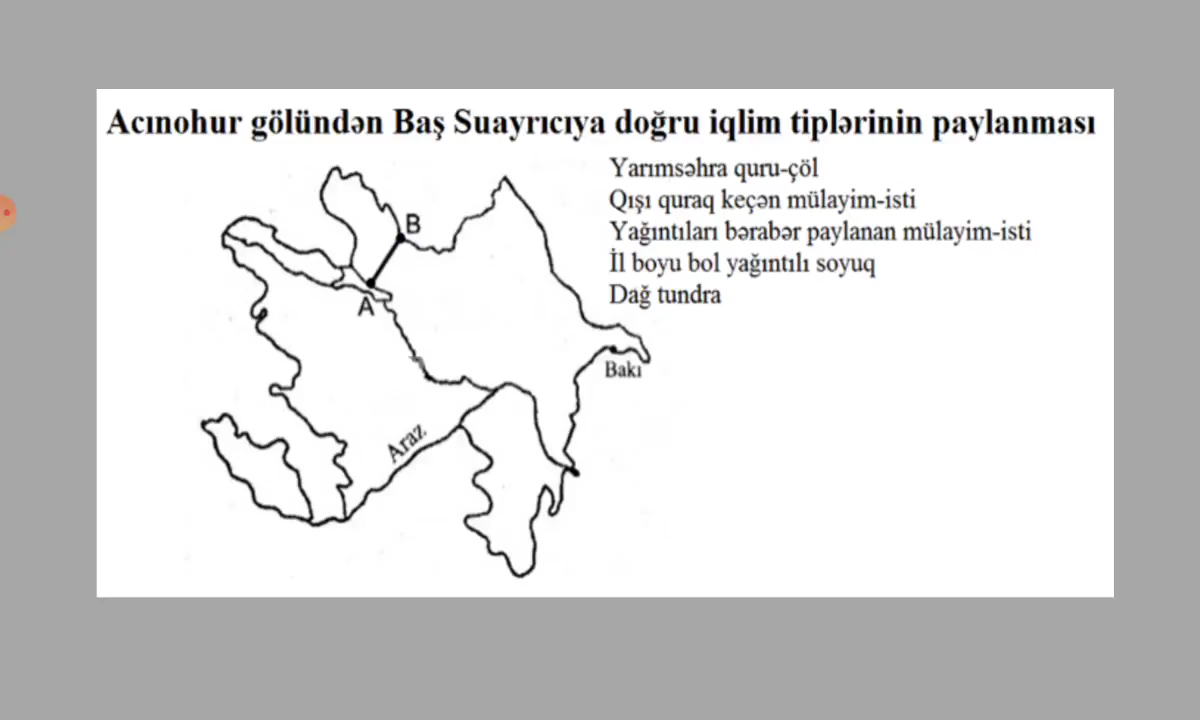 Acınohur gölündən Baş Suayrıcıya doğru iqlim tiplərinin paylanması
Yarımsəhra quru-çöl
Qışı quraq keçən mülayim-isti
Yağıntıları bərabər paylanan mülayim-isti
İl boyu bol yağıntılı soyuq
Dağ tundra
B
A
Bakı
Araz